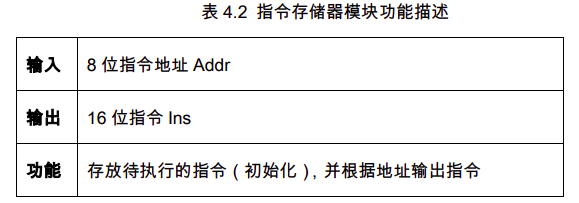 表 4.2 指令存储器模块功能描述
输入 8 位指令地址 Addr
输出 16 位指令 Ins
功能 存放待执行的指令（初始化），并根据地址输出指令